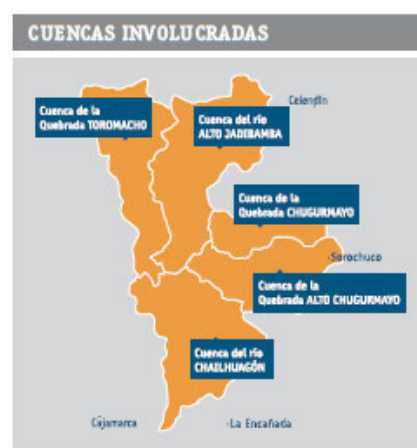 CUENCAS INVOLUCRADAS
Cuenca de la
Quebrada TOROMACHO
Cuenca del río
ALTO JADIBAMBA
Celendín
Cuenca de la
Quebrada CHUGURMAYO
Sorochuco
Cuenca de la
Quebrada ALTO CHUGURMAYO
Cuenca del río
CHAILHUAGÓN
Cajamarca
La Encañada